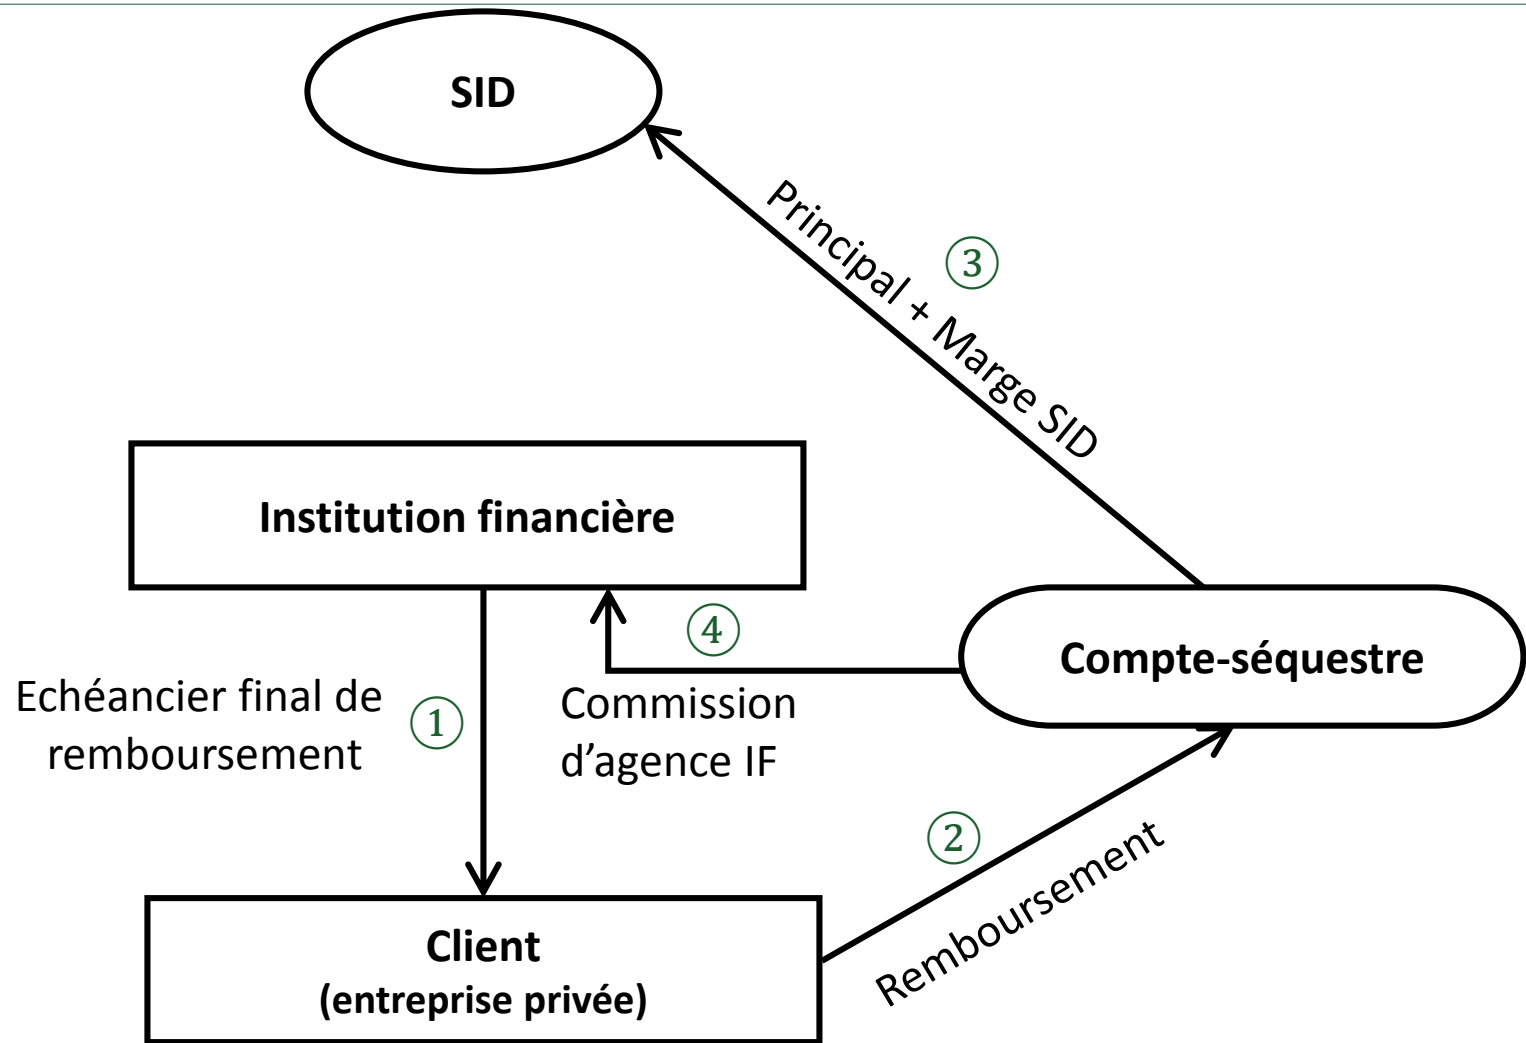 SID
③
Principal + Marge SID
Institution financière
④
Compte-séquestre
Echéancier final de
remboursement
①
Commission
d’agence IF
②
Remboursement
Client
(entreprise privée)